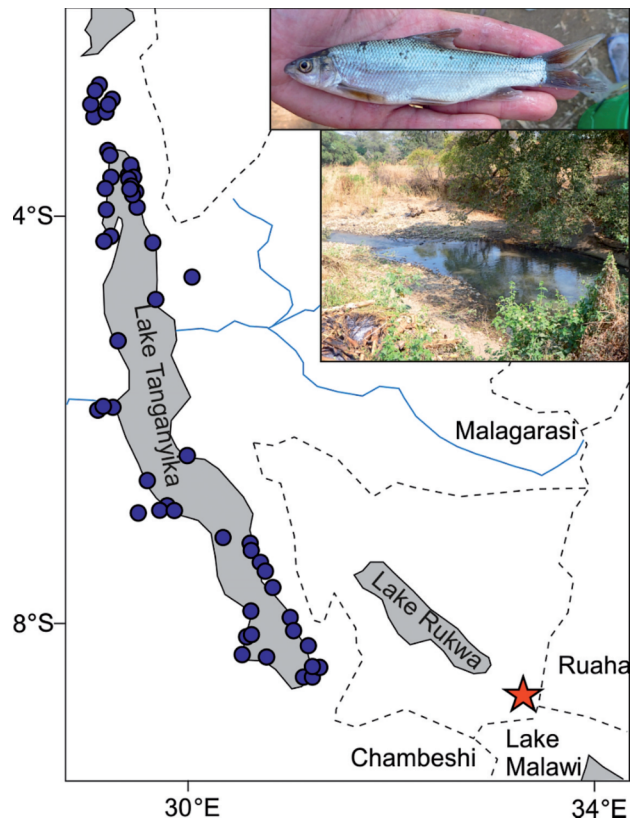 4°S
Lake Tanganyika
Malagarasi
Lake Rukwa
8°S
Ruaha
Chambeshi
Lake
Malawi
30°E
34°E